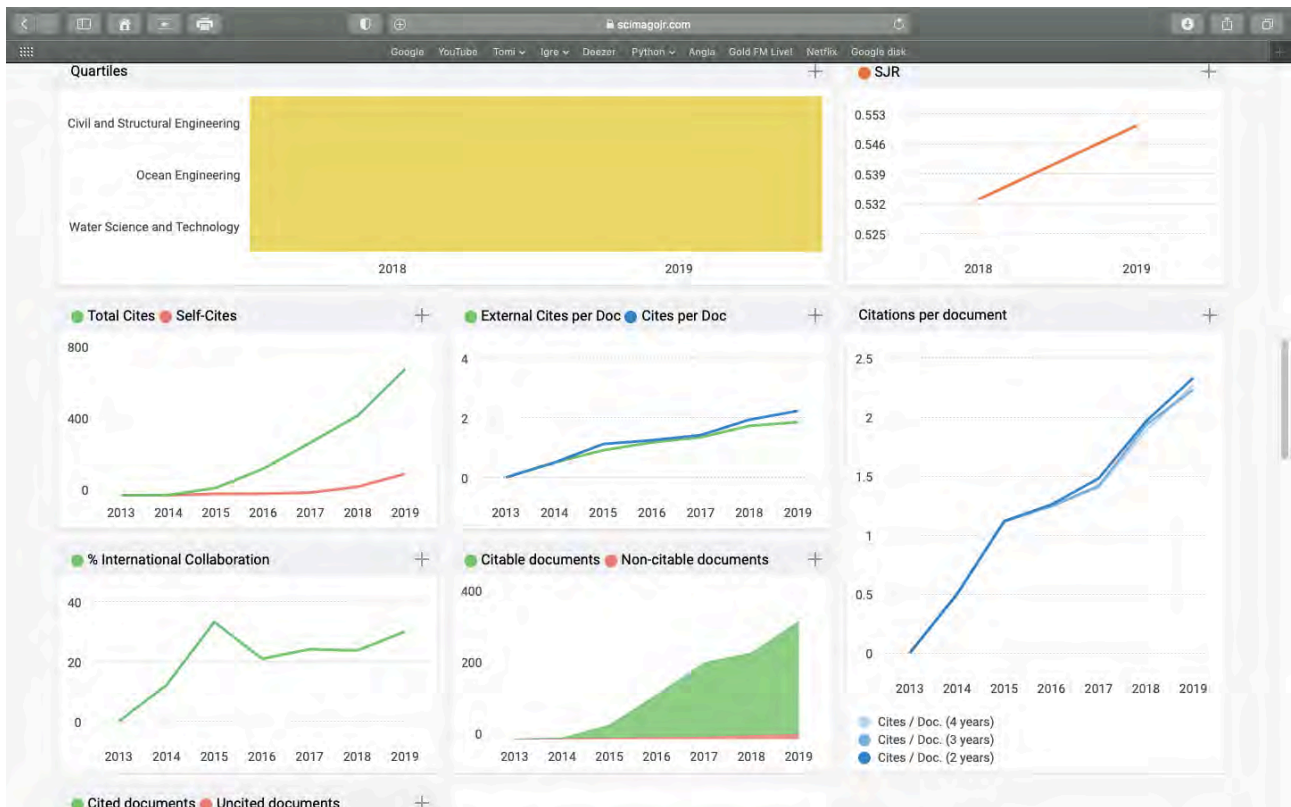 scimagojr.com
Google YouTube Tomi Igre Deezer Python Angla Gold FM Live! Netflix Google disk
Quartiles
Civil and Structural Engineering
Ocean Engineering
Water Science and Technology
2018 2019
SJR
0.553
0.546
0.539
0.532
0.525
2018 2019
Total Cites Self-Cites
800
400
0
2013 2014 2015 2016 2017 2018 2019
External Cites per Doc Cites per Doc
4
2
0
2013 2014 2015 2016 2017 2018 2019
Citations per document
2.5
2
1.5
1
0.5
0
2013 2014 2015 2016 2017 2018 2019
Cites / Doc. (4 years)
Cites / Doc. (3 years)
Cites / Doc. (2 years)
% International Collaboration
40
20
0
2013 2014 2015 2016 2017 2018 2019
Citable documents Non-citable documents
400
200
0
2013 2014 2015 2016 2017 2018 2019
Cited documents Uncited documents